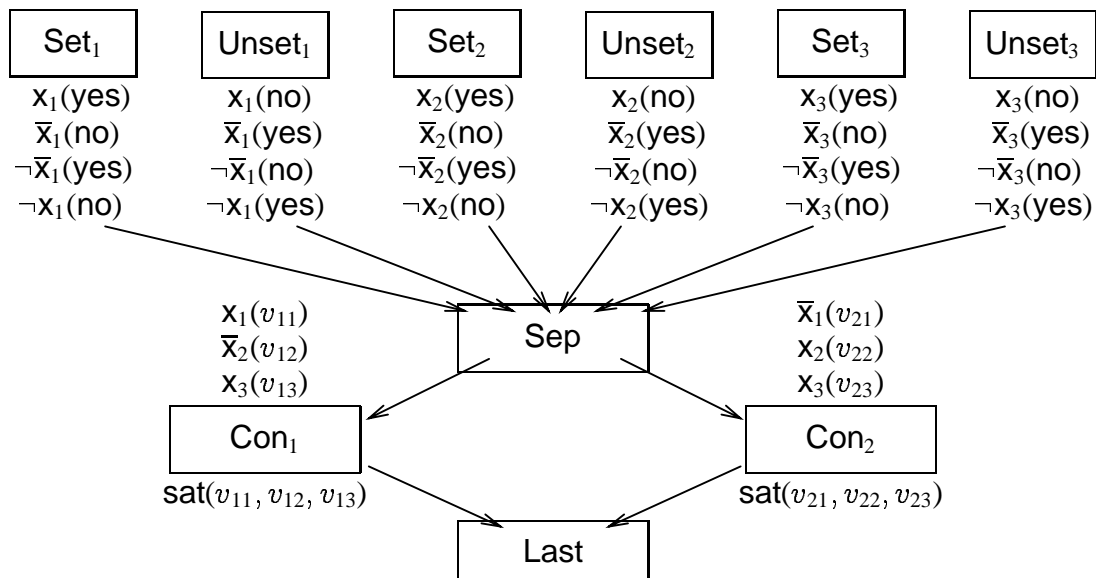 Set₁ Unset₁ Set₂ Unset₂ Set₃ Unset₃
x₁(yes) x₁(no) x₂(yes) x₂(no) x₃(yes) x₃(no)
x̅₁(no) x̅₁(yes) x̅₂(no) x̅₂(yes) x̅₃(no) x̅₃(yes)
¬x̅₁(yes) ¬x̅₁(no) ¬x̅₂(yes) ¬x̅₂(no) ¬x̅₃(yes) ¬x̅₃(no)
¬x₁(no) ¬x₁(yes) ¬x₂(no) ¬x₂(yes) ¬x₃(no) ¬x₃(yes)
x₁(v₁₁)
x̅₂(v₁₂)
x₃(v₁₃)
Sep
x̅₁(v₂₁)
x₂(v₂₂)
x₃(v₂₃)
Con₁ Con₂
sat(v₁₁, v₁₂, v₁₃) sat(v₂₁, v₂₂, v₂₃)
Last